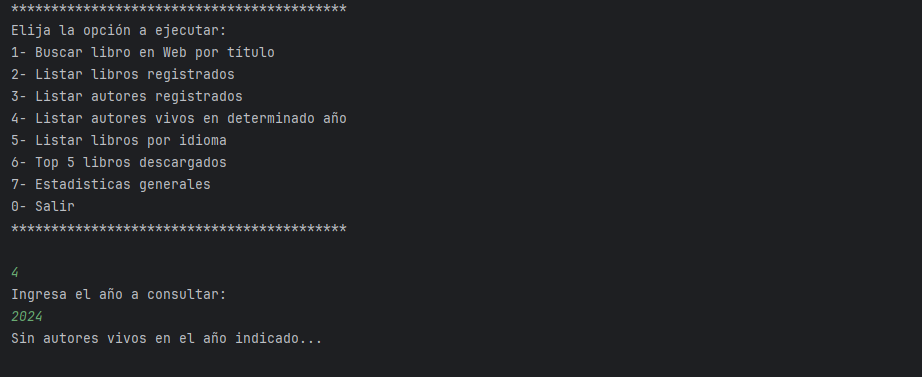 ******************************************
Elija la opción a ejecutar:
1- Buscar libro en Web por título
2- Listar libros registrados
3- Listar autores registrados
4- Listar autores vivos en determinado año
5- Listar libros por idioma
6- Top 5 libros descargados
7- Estadisticas generales
0- Salir
******************************************
4
Ingresa el año a consultar:
2024
Sin autores vivos en el año indicado...